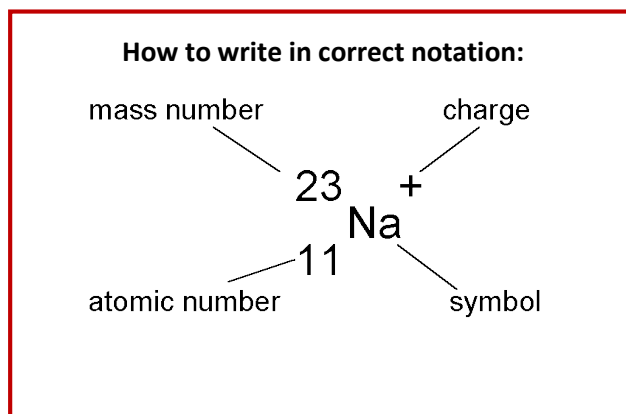 How to write in correct notation:
mass number
charge
23
+
Na
11
atomic number
symbol